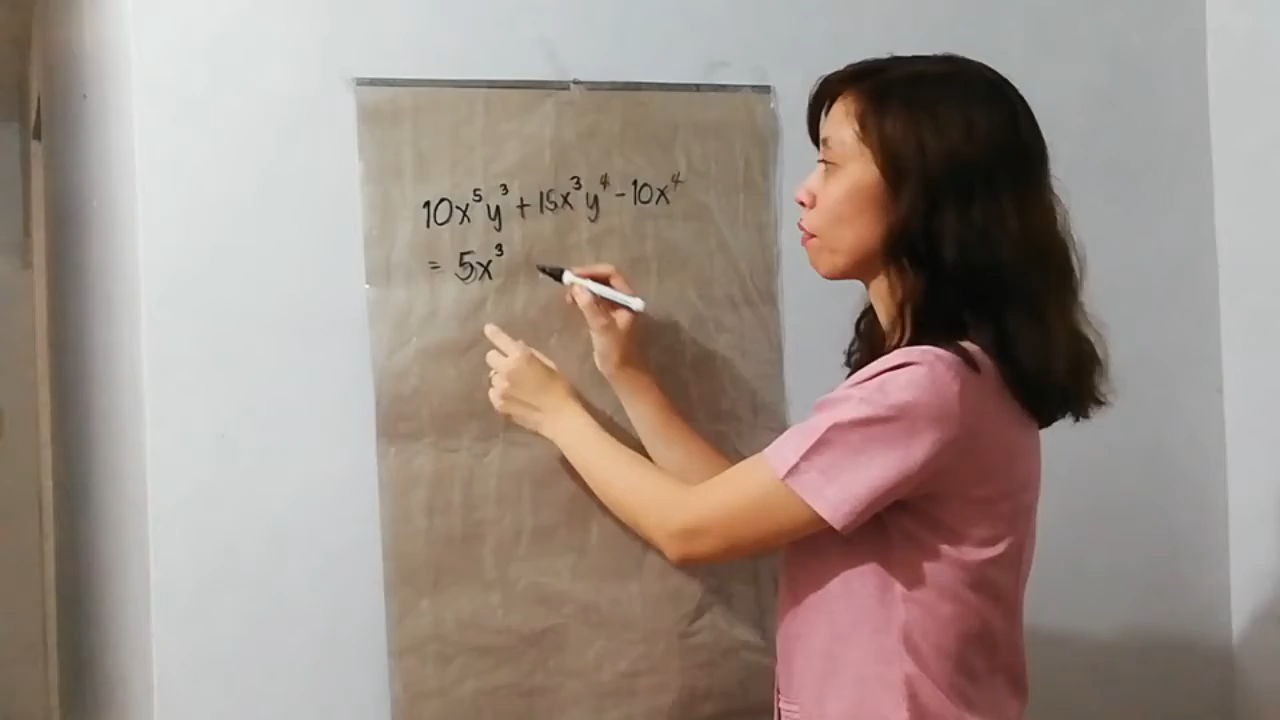 10x⁵y³ + 15x³y⁴ - 10x⁴
= 5x³